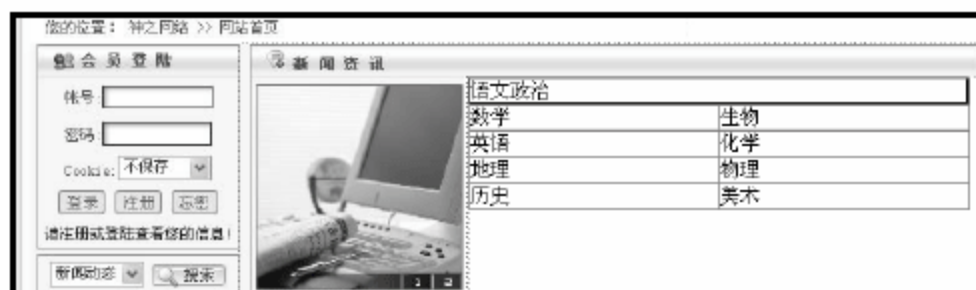 您的位置： 神之网络 >> 网站首页
会 员 登 陆
帐号:
密码:
Cookie: 不保存
登录 注册 忘密
请注册或登陆查看您的信息!
新闻动态 搜索
新 闻 资 讯
1 2
语文政治
数学 生物
英语 化学
地理 物理
历史 美术